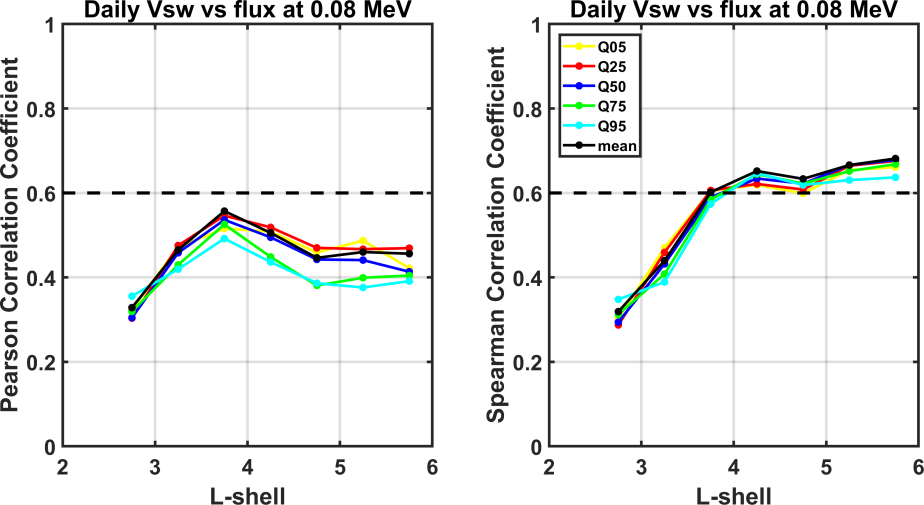 Daily Vsw vs flux at 0.08 MeV
Pearson Correlation Coefficient
1
0.8
0.6
0.4
0.2
0
2
3
4
5
6
L-shell
Daily Vsw vs flux at 0.08 MeV
Spearman Correlation Coefficient
1
0.8
0.6
0.4
0.2
0
2
3
4
5
6
L-shell
Q05
Q25
Q50
Q75
Q95
mean